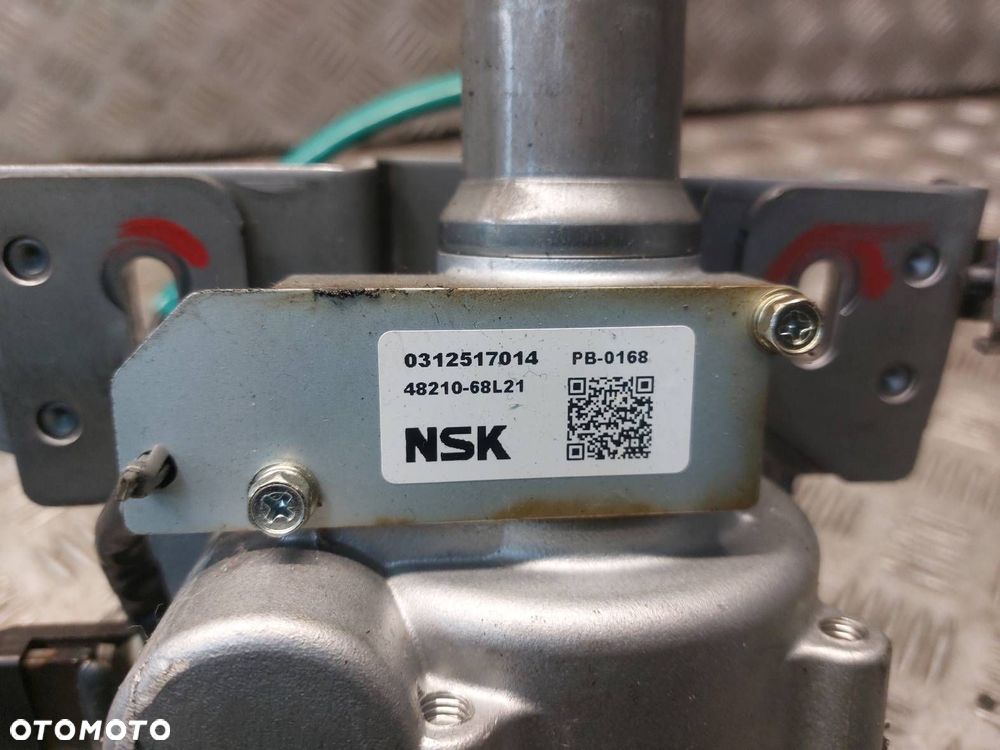 0312517014 PB-0168
48210-68L21
NSK
OTOMOTO